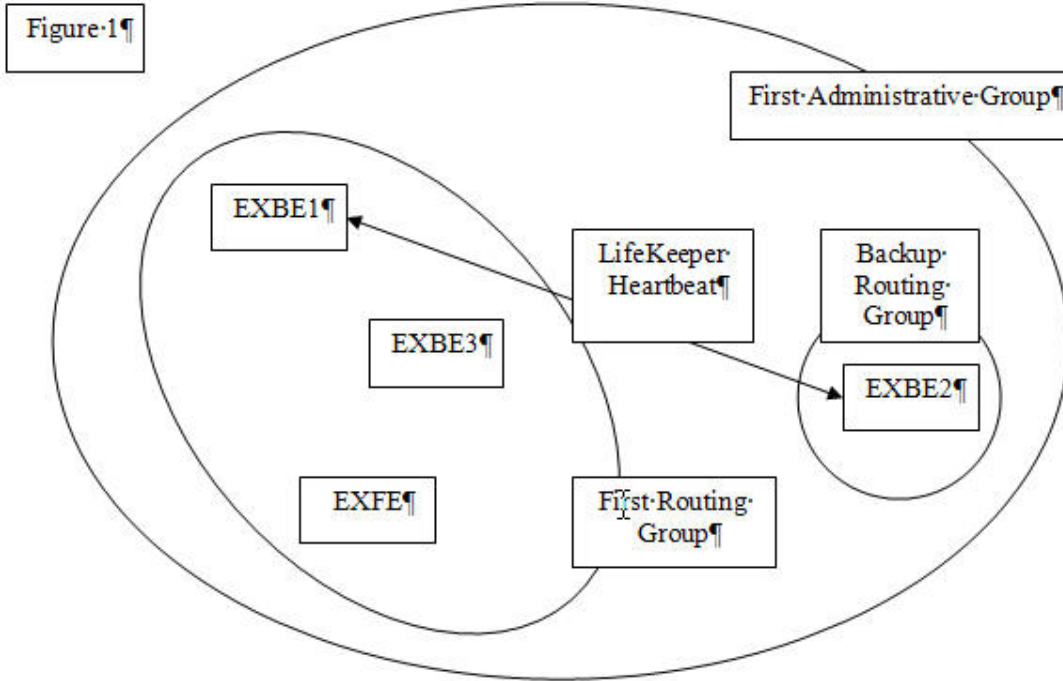 Figure·1¶
First·Administrative·Group¶
EXBE1¶
LifeKeeper·
Heartbeat¶
Backup·
Routing·
Group¶
EXBE3¶
EXBE2¶
EXFE¶
First·Routing·
Group¶